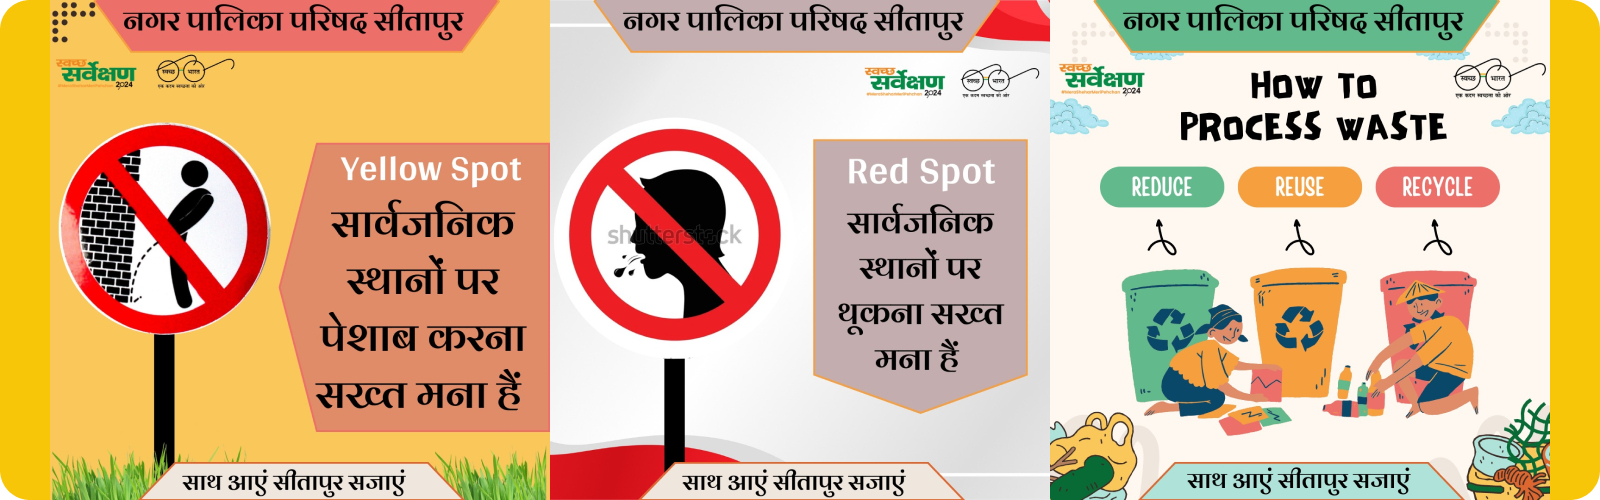 नगर पालिका परिषद सीतापुर
स्वच्छ
सर्वेक्षण
2024
स्वच्छ भारत
एक कदम स्वच्छता की ओर
Yellow Spot
सार्वजनिक
स्थानों पर
पेशाब करना
सख्त मना हैं
साथ आएं सीतापुर सजाएं
नगर पालिका परिषद सीतापुर
स्वच्छ
सर्वेक्षण
2024
स्वच्छ भारत
एक कदम स्वच्छता की ओर
shutterstock
Red Spot
सार्वजनिक
स्थानों पर
थूकना सख्त
मना हैं
साथ आएं सीतापुर सजाएं
नगर पालिका परिषद सीतापुर
स्वच्छ
सर्वेक्षण
2024
स्वच्छ भारत
एक कदम स्वच्छता की ओर
HOW TO
PROCESS WASTE
REDUCE REUSE RECYCLE
साथ आएं सीतापुर सजाएं